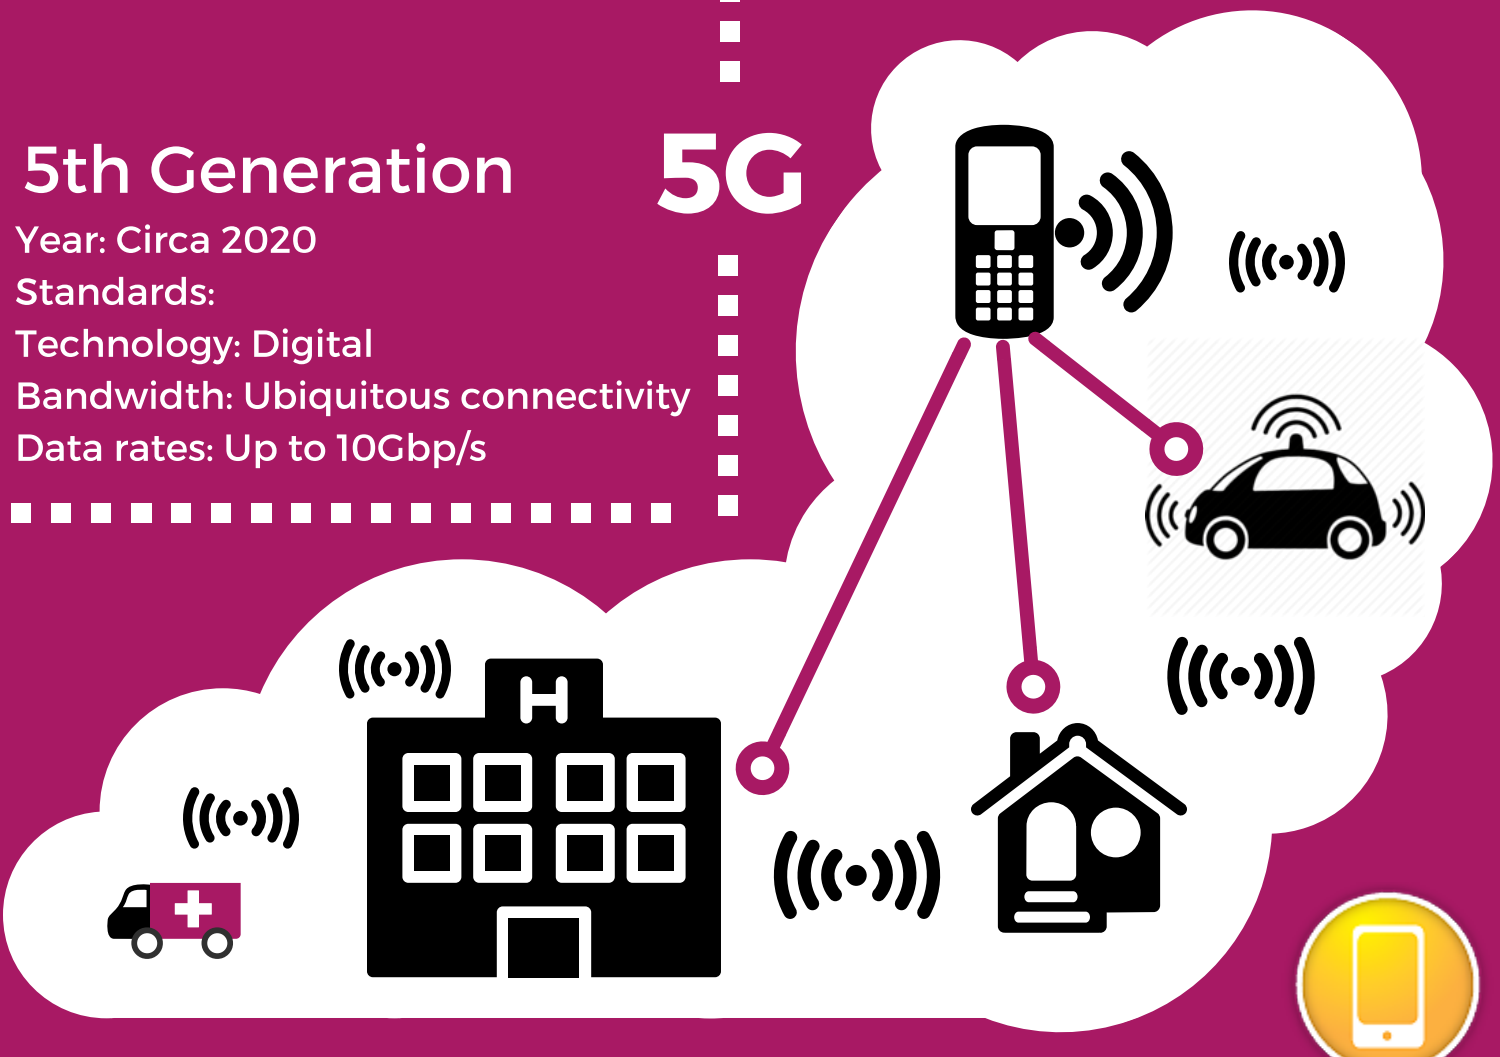 5th Generation
Year: Circa 2020
Standards:
Technology: Digital
Bandwidth: Ubiquitous connectivity
Data rates: Up to 10Gbp/s
5G
H